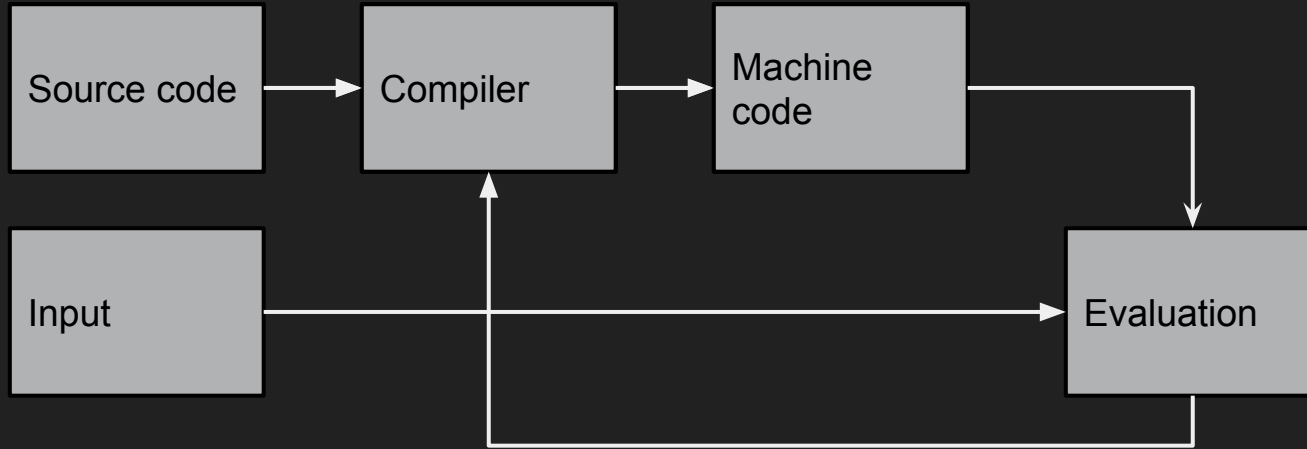 Source code
Compiler
Machine
code
Input
Evaluation